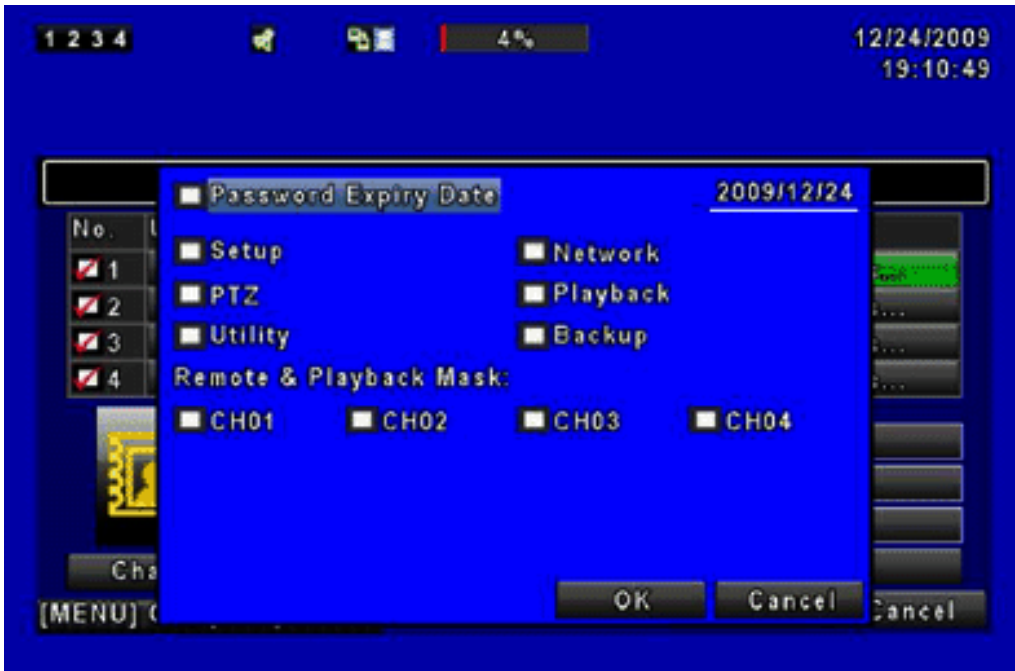 1 2 3 4
4%
12/24/2009
19:10:49
Password Expiry Date 2009/12/24
No.
Setup Network
1
PTZ Playback
2
Utility Backup
3
4
Remote & Playback Mask:
CH01 CH02 CH03 CH04
OK Cancel
[MENU] Cancel